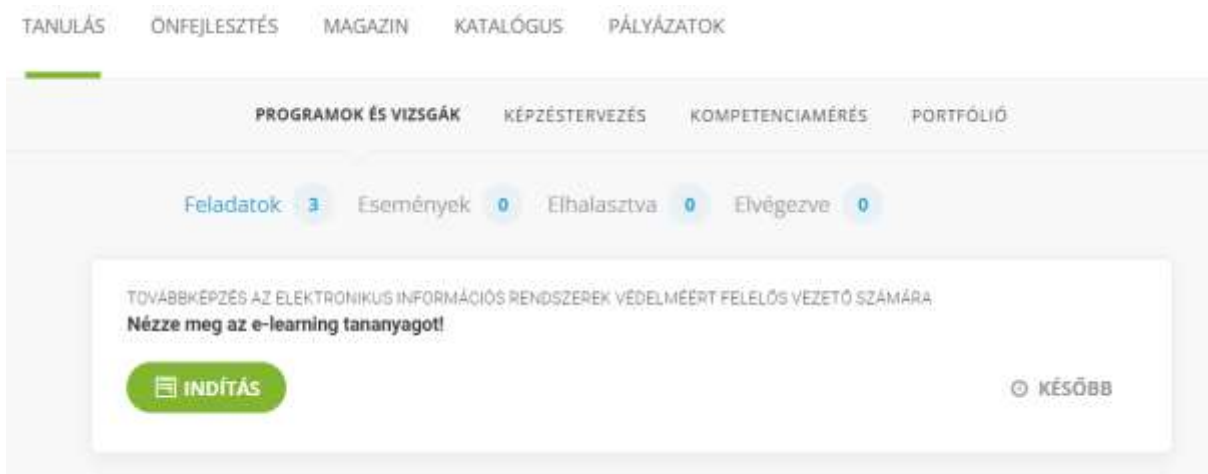 TANULÁS ÖNFEJLESZTÉS MAGAZIN KATALÓGUS PÁLYÁZATOK
PROGRAMOK ÉS VIZSGÁK KÉPZÉSTERVEZÉS KOMPETENCIAMÉRÉS PORTFÓLIÓ
Feladatok 3 Események 0 Elhalasztva 0 Elvégezve 0
TOVÁBBKÉPZÉS AZ ELEKTRONIKUS INFORMÁCIÓS RENDSZEREK VÉDELMÉÉRT FELELŐS VEZETŐ SZÁMÁRA
Nézze meg az e-learning tananyagot!
INDÍTÁS KÉSŐBB